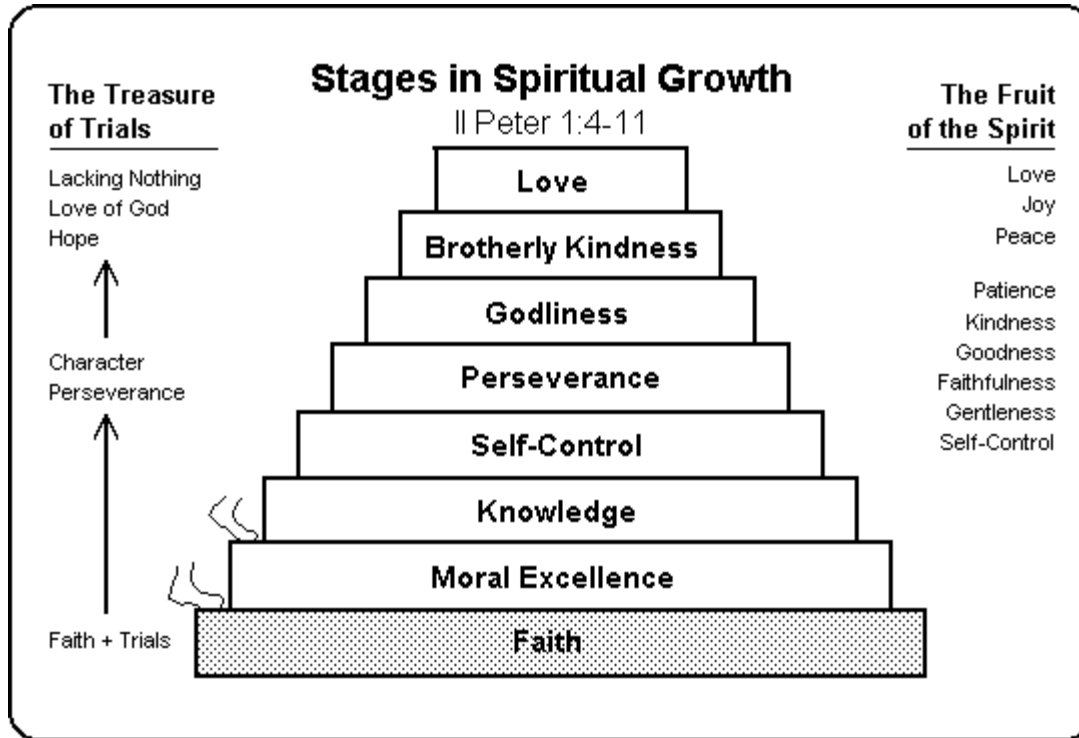 Stages in Spiritual Growth
II Peter 1:4-11
The Treasure
of Trials
Lacking Nothing
Love of God
Hope
Character
Perseverance
Faith + Trials
Love
Brotherly Kindness
Godliness
Perseverance
Self-Control
Knowledge
Moral Excellence
Faith
The Fruit
of the Spirit
Love
Joy
Peace
Patience
Kindness
Goodness
Faithfulness
Gentleness
Self-Control